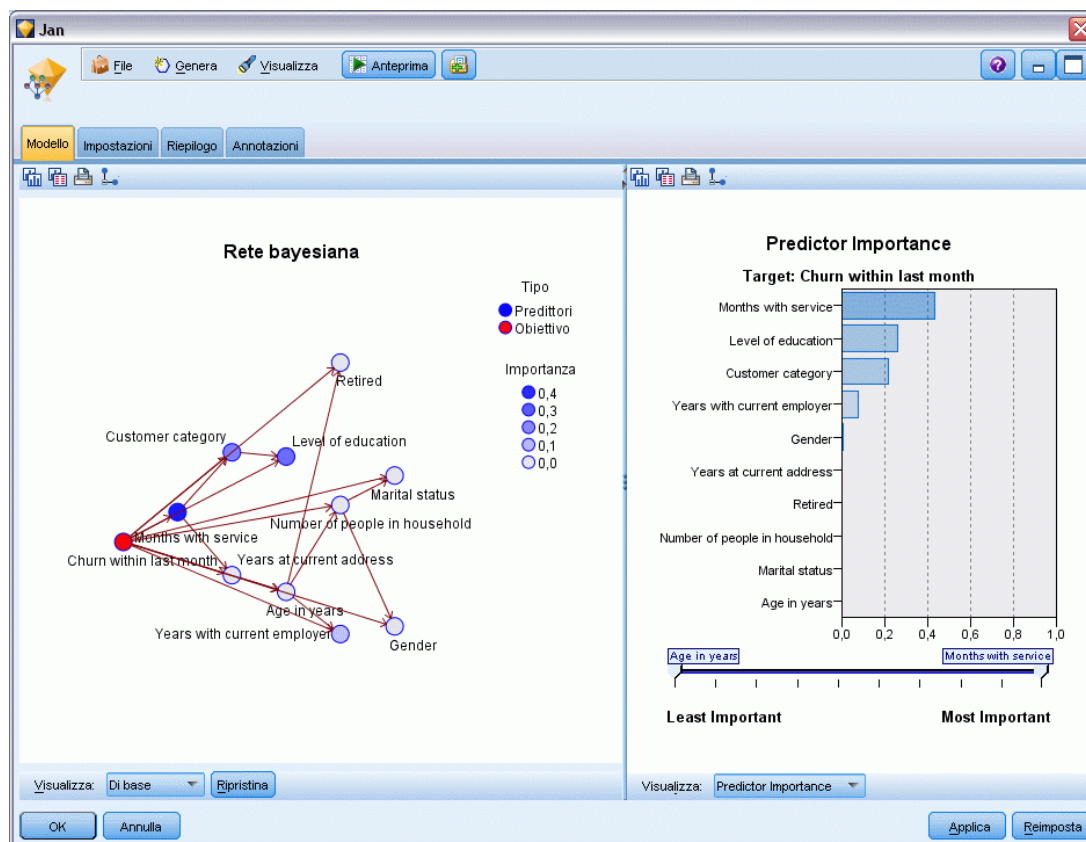 Jan
File Genera Visualizza Anteprima
Modello Impostazioni Riepilogo Annotazioni
Rete bayesiana
Tipo
Predittori
Obiettivo
Importanza
0,4
0,3
0,2
0,1
0,0
Retired
Customer category
Level of education
Marital status
Number of people in household
Months with service
Churn within last month
Years at current address
Age in years
Years with current employer
Gender
Visualizza: Di base Ripristina
Predictor Importance
Target: Churn within last month
Months with service
Level of education
Customer category
Years with current employer
Gender
Years at current address
Retired
Number of people in household
Marital status
Age in years
0,0 0,2 0,4 0,6 0,8 1,0
Age in years Months with service
Least Important Most Important
Visualizza: Predictor Importance
OK Annulla Applica Reimposta